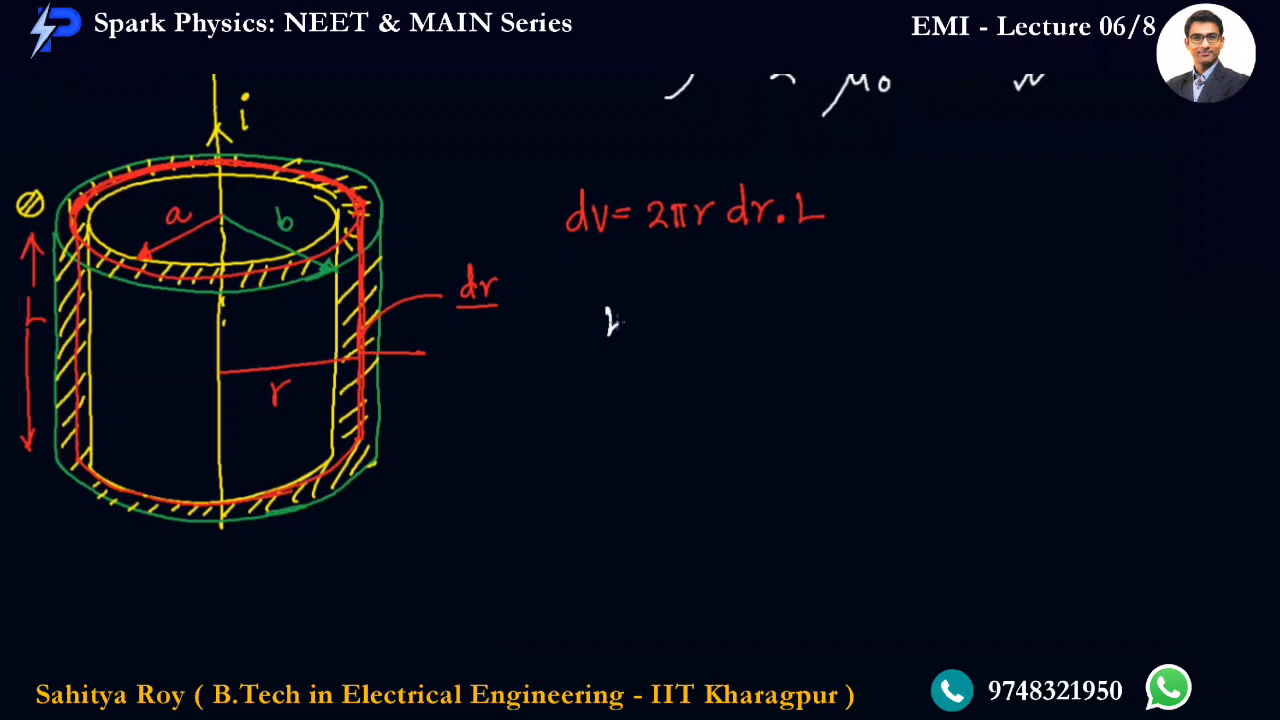 Spark Physics: NEET & MAIN Series
EMI - Lecture 06/8
i
μ0
a
b
dv= 2πr dr. L
L
dr
r
Sahitya Roy ( B.Tech in Electrical Engineering - IIT Kharagpur )
9748321950